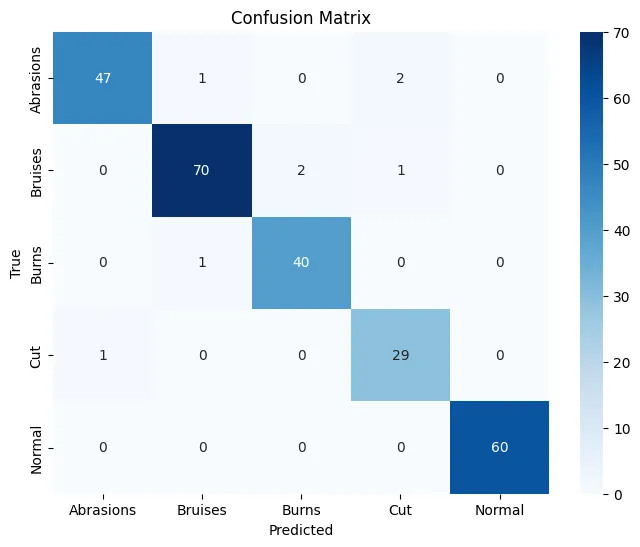 Confusion Matrix
Abrasions 47 1 0 2 0
Bruises 0 70 2 1 0
Burns 0 1 40 0 0
Cut 1 0 0 29 0
Normal 0 0 0 0 60
True
Abrasions Bruises Burns Cut Normal
Predicted
70
60
50
40
30
20
10
0